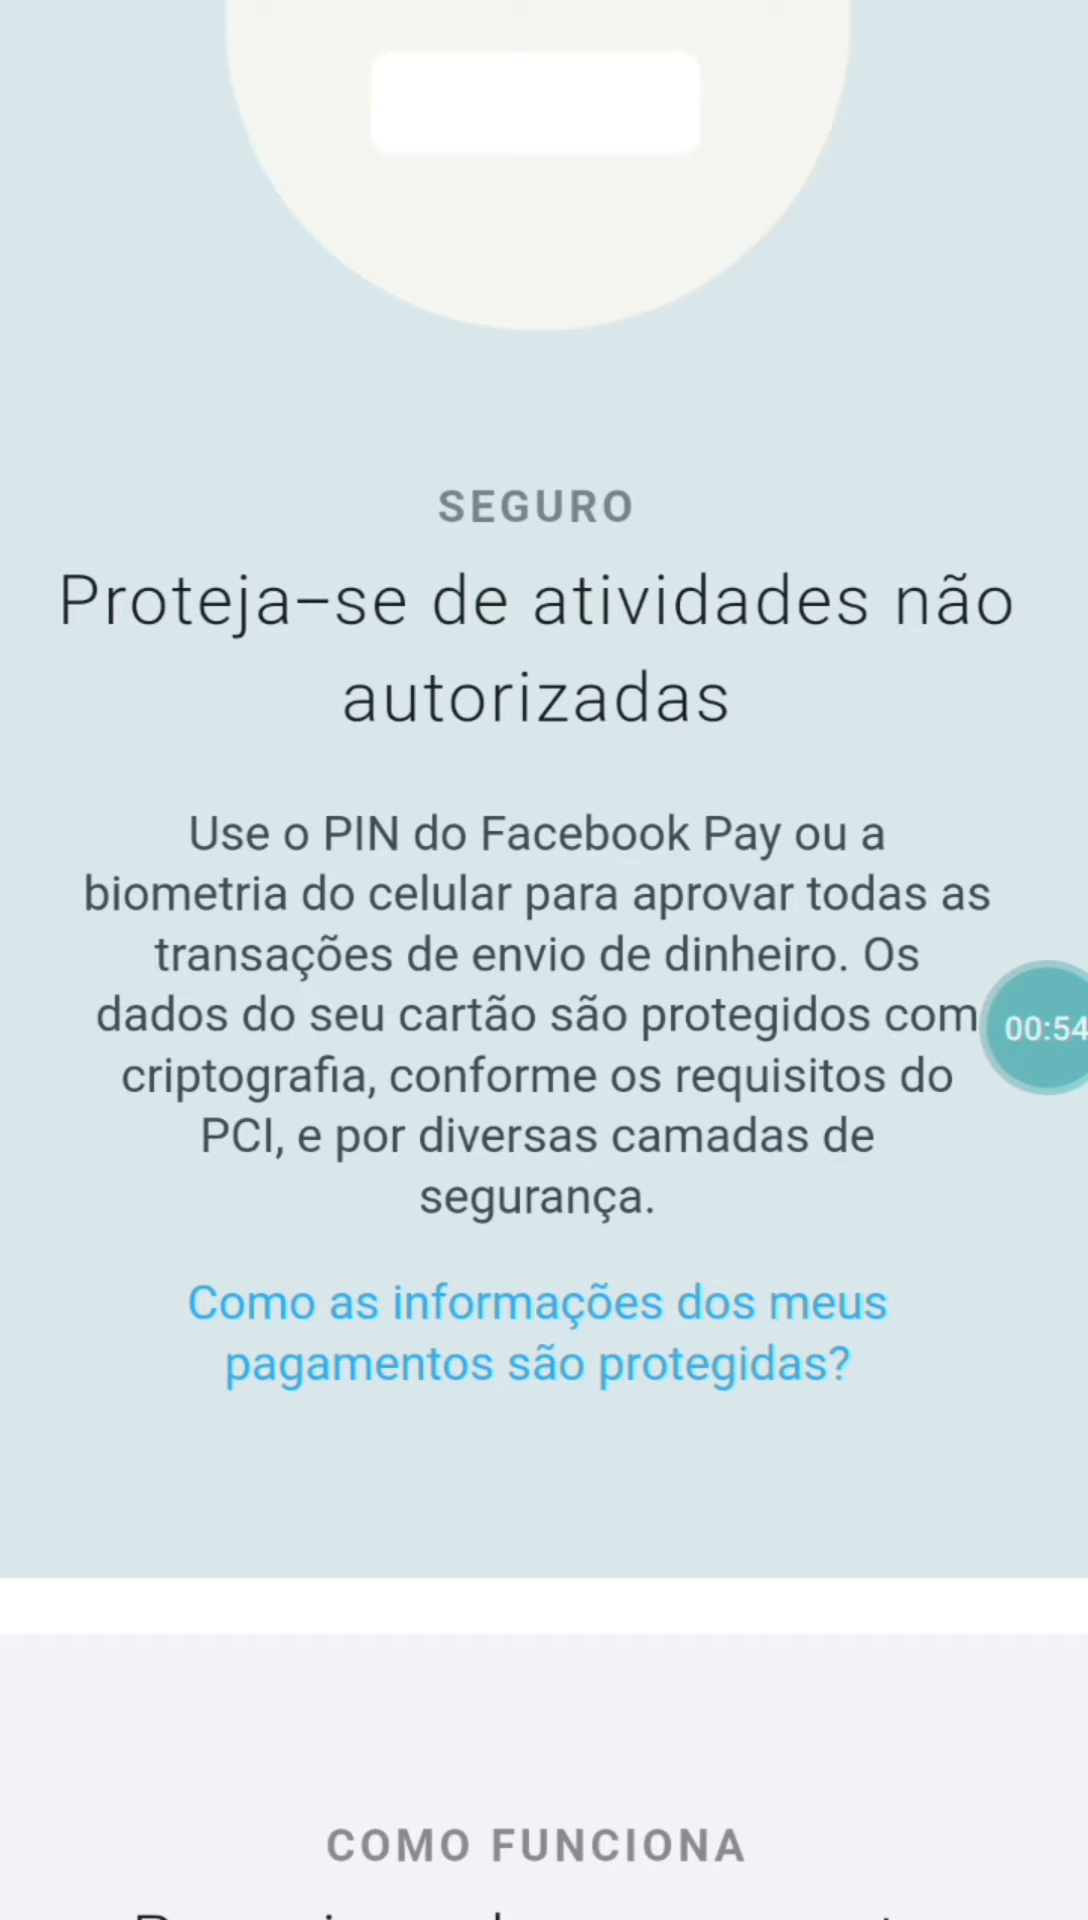 SEGURO
Proteja-se de atividades não
autorizadas
Use o PIN do Facebook Pay ou a
biometria do celular para aprovar todas as
transações de envio de dinheiro. Os
dados do seu cartão são protegidos com
00:54
criptografia, conforme os requisitos do
PCI, e por diversas camadas de
segurança.
Como as informações dos meus
pagamentos são protegidas?
COMO FUNCIONA